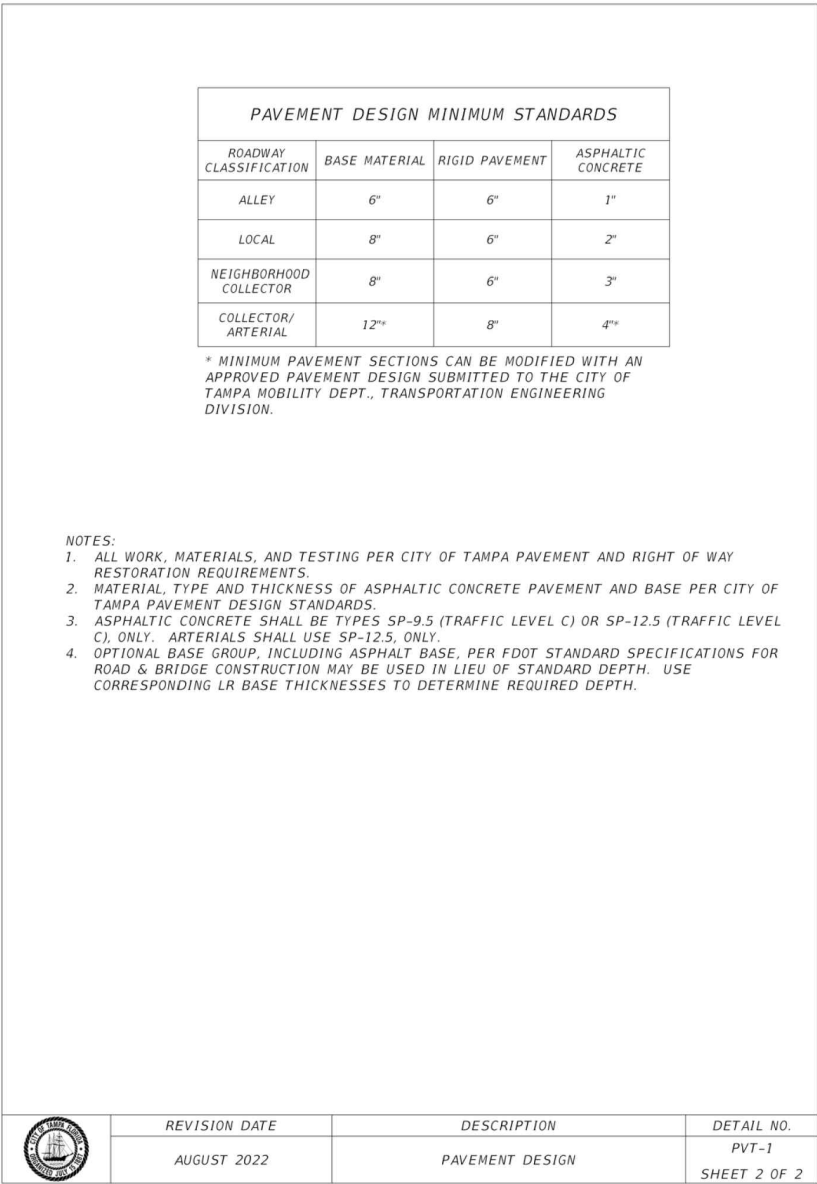 PAVEMENT DESIGN MINIMUM STANDARDS
ROADWAY CLASSIFICATION	BASE MATERIAL	RIGID PAVEMENT	ASPHALTIC CONCRETE
ALLEY	6"	6"	1"
LOCAL	8"	6"	2"
NEIGHBORHOOD COLLECTOR	8"	6"	3"
COLLECTOR/ ARTERIAL	12"*	8"	4"*
* MINIMUM PAVEMENT SECTIONS CAN BE MODIFIED WITH AN
APPROVED PAVEMENT DESIGN SUBMITTED TO THE CITY OF
TAMPA MOBILITY DEPT., TRANSPORTATION ENGINEERING
DIVISION.
NOTES:
1. ALL WORK, MATERIALS, AND TESTING PER CITY OF TAMPA PAVEMENT AND RIGHT OF WAY
RESTORATION REQUIREMENTS.
2. MATERIAL, TYPE AND THICKNESS OF ASPHALTIC CONCRETE PAVEMENT AND BASE PER CITY OF
TAMPA PAVEMENT DESIGN STANDARDS.
3. ASPHALTIC CONCRETE SHALL BE TYPES SP-9.5 (TRAFFIC LEVEL C) OR SP-12.5 (TRAFFIC LEVEL
C), ONLY. ARTERIALS SHALL USE SP-12.5, ONLY.
4. OPTIONAL BASE GROUP, INCLUDING ASPHALT BASE, PER FDOT STANDARD SPECIFICATIONS FOR
ROAD & BRIDGE CONSTRUCTION MAY BE USED IN LIEU OF STANDARD DEPTH. USE
CORRESPONDING LR BASE THICKNESSES TO DETERMINE REQUIRED DEPTH.
CITY OF TAMPA, FLORIDA
ORGANIZED JULY 15 1887
REVISION DATE	DESCRIPTION	DETAIL NO.
AUGUST 2022	PAVEMENT DESIGN	PVT-1
SHEET 2 OF 2